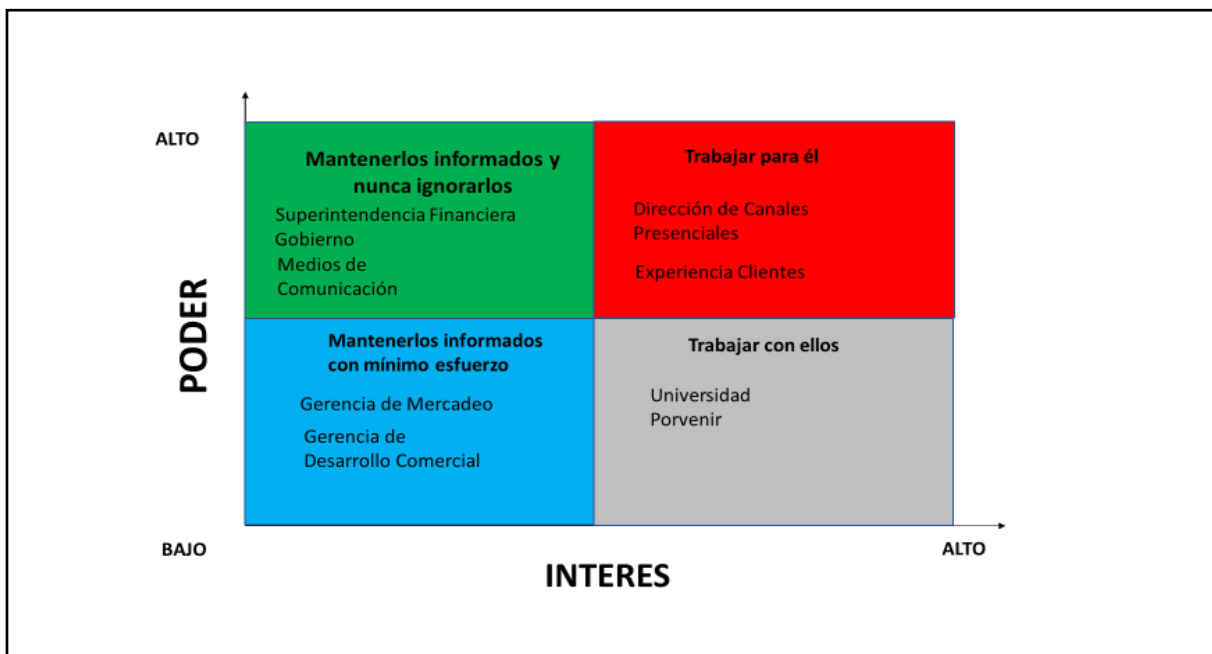 ALTO
PODER
BAJO
Mantenerlos informados y
nunca ignorarlos
Superintendencia Financiera
Gobierno
Medios de
Comunicación
Trabajar para él
Dirección de Canales
Presenciales
Experiencia Clientes
Mantenerlos informados
con mínimo esfuerzo
Gerencia de Mercadeo
Gerencia de
Desarrollo Comercial
Trabajar con ellos
Universidad
Porvenir
ALTO
INTERES